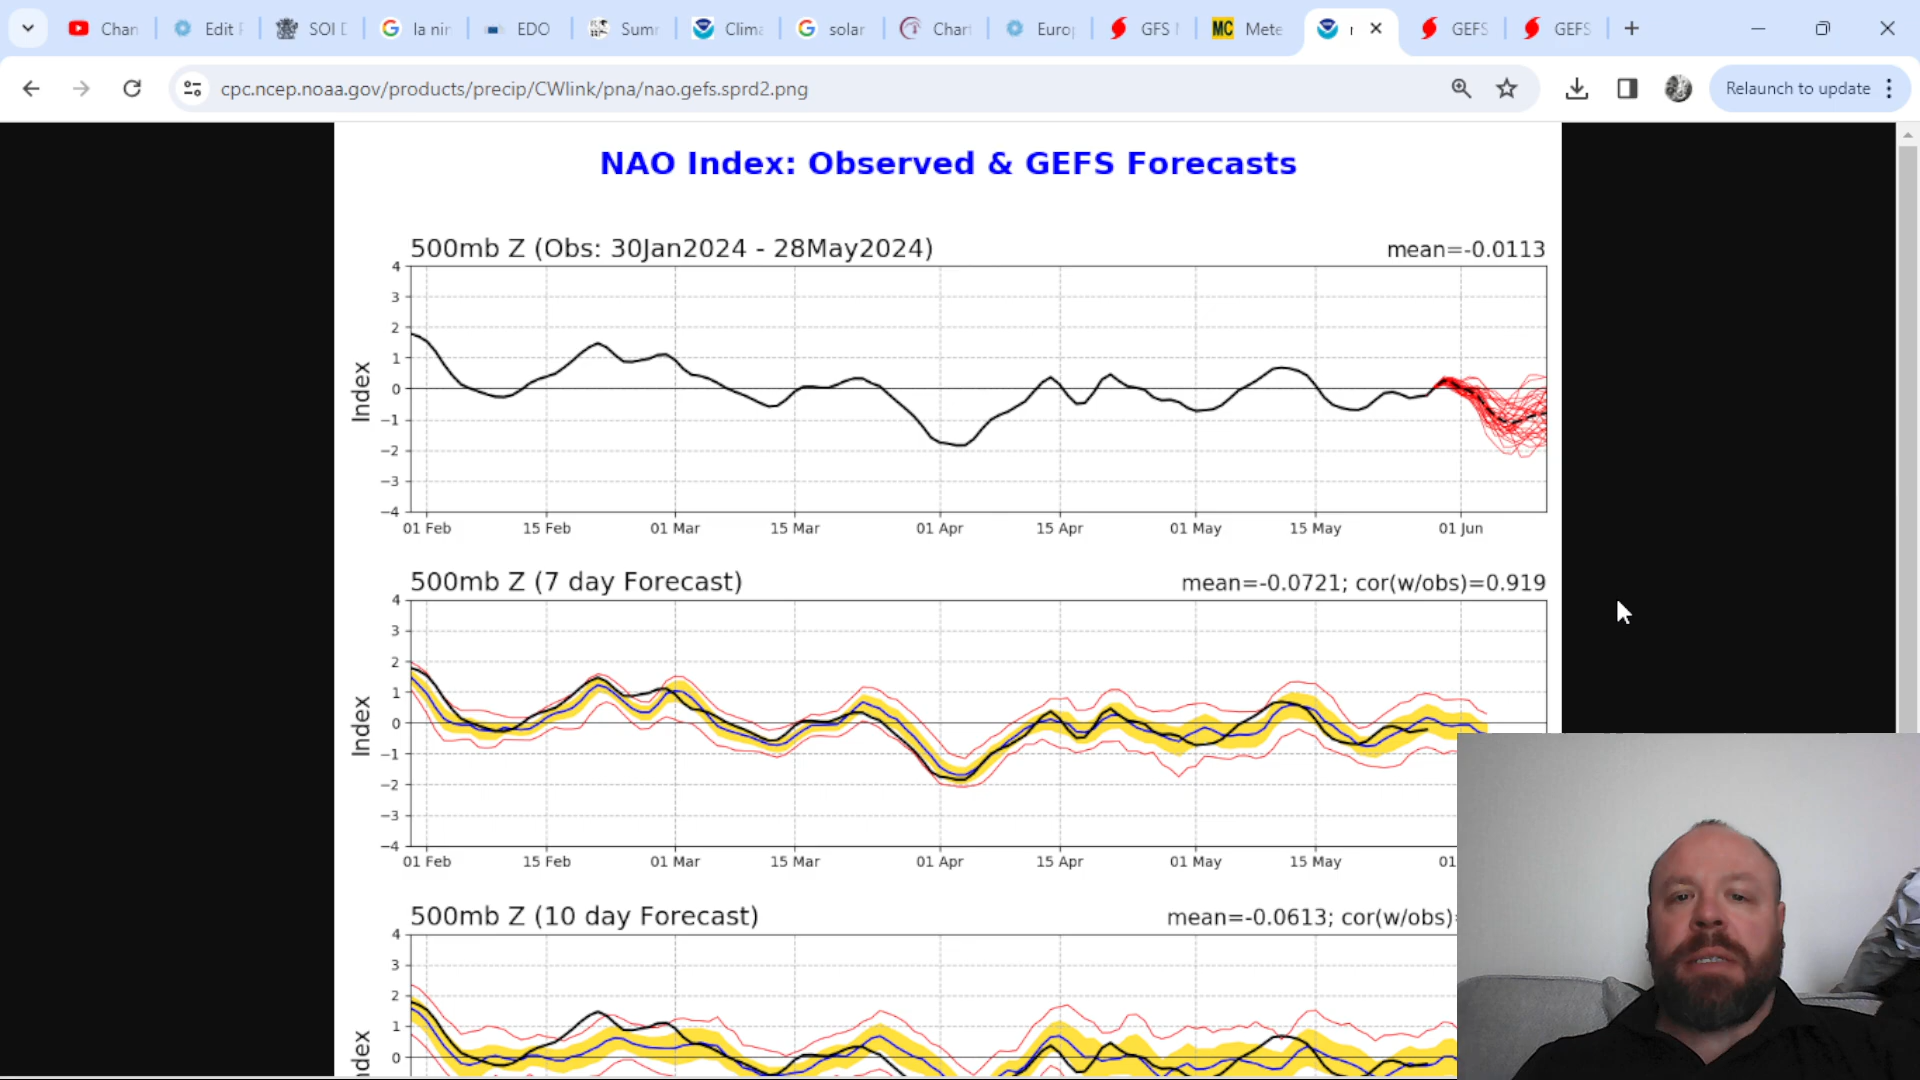 Chan Edit SOI la nir EDO Sum Clima solar Chart Euro GFS MC Mete GEFS GEFS
cpc.ncep.noaa.gov/products/precip/CWlink/pna/nao.gefs.sprd2.png Relaunch to update
NAO Index: Observed & GEFS Forecasts
500mb Z (Obs: 30Jan2024 - 28May2024) mean=-0.0113
4
3
2
1
0
−1
−2
−3
−4
Index
01 Feb 15 Feb 01 Mar 15 Mar 01 Apr 15 Apr 01 May 15 May 01 Jun
500mb Z (7 day Forecast) mean=-0.0721; cor(w/obs)=0.919
4
3
2
1
0
−1
−2
−3
−4
Index
01 Feb 15 Feb 01 Mar 15 Mar 01 Apr 15 Apr 01 May 15 May 01
500mb Z (10 day Forecast) mean=-0.0613; cor(w/obs)
4
3
2
1
0
ndex